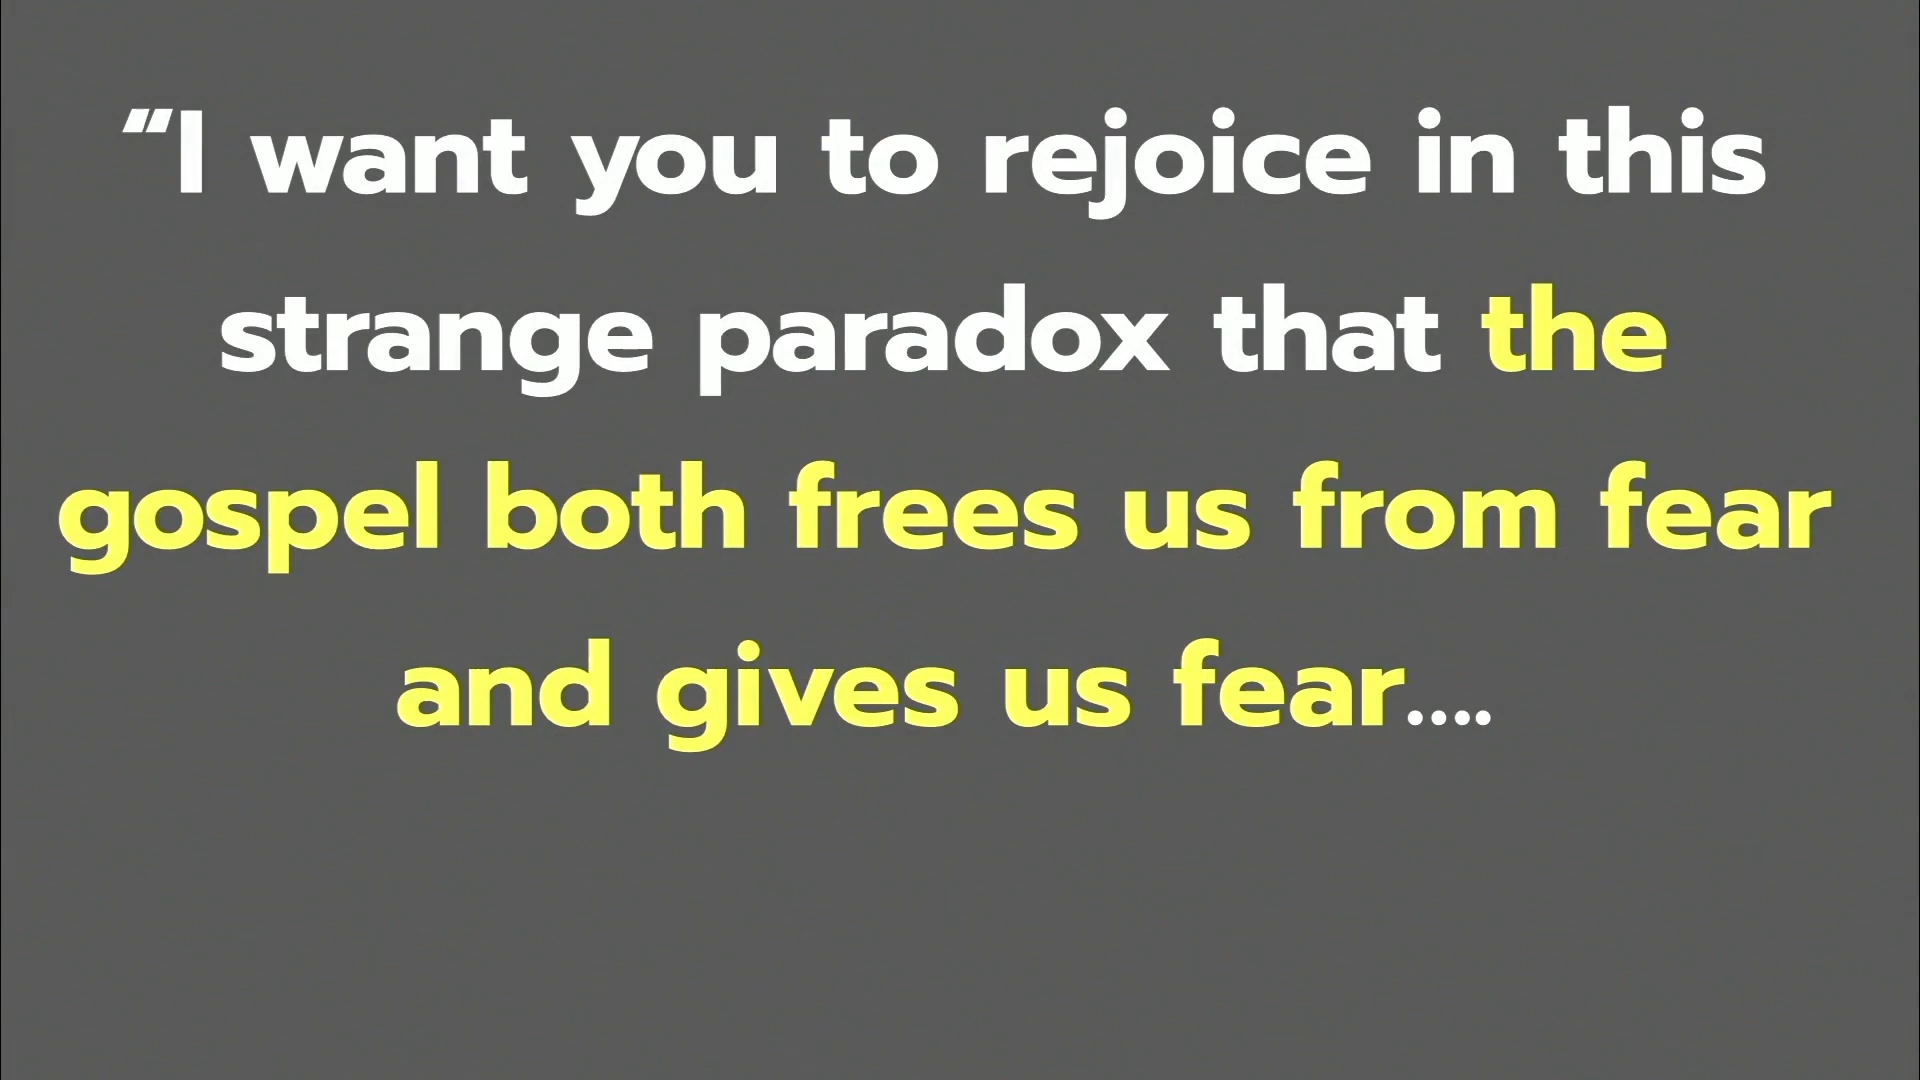 “I want you to rejoice in this
strange paradox that the
gospel both frees us from fear
and gives us fear....